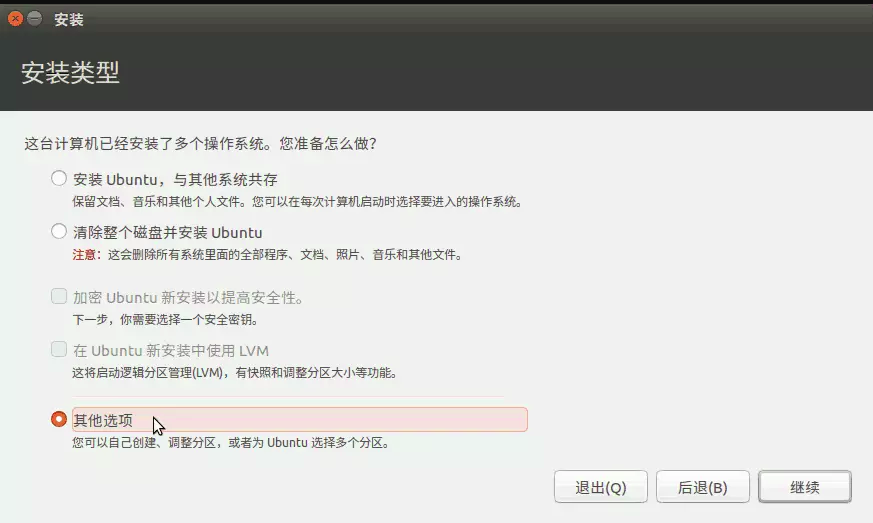 安装
安装类型
这台计算机已经安装了多个操作系统。您准备怎么做？
安装 Ubuntu，与其他系统共存
保留文档、音乐和其他个人文件。您可以在每次计算机启动时选择要进入的操作系统。
清除整个磁盘并安装 Ubuntu
注意：这会删除所有系统里面的全部程序、文档、照片、音乐和其他文件。
加密 Ubuntu 新安装以提高安全性。
下一步，你需要选择一个安全密钥。
在 Ubuntu 新安装中使用 LVM
这将启动逻辑分区管理(LVM)，有快照和调整分区大小等功能。
其他选项
您可以自己创建、调整分区，或者为 Ubuntu 选择多个分区。
退出(Q) 后退(B) 继续